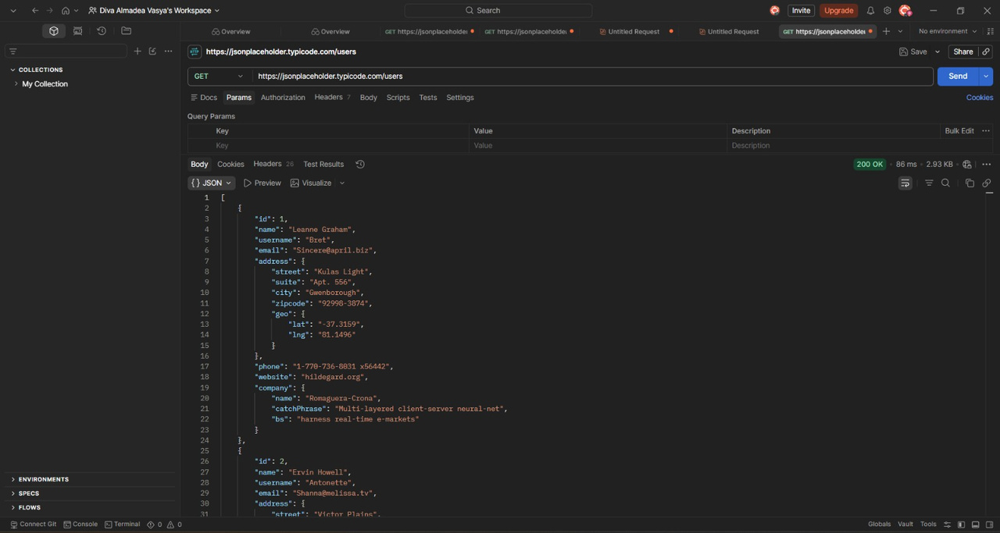 Diva Almadea Vasya's Workspace
Search
Invite
Upgrade
Overview
Overview
GET https://jsonplaceholder
GET https://jsonplaceholder
Untitled Request
Untitled Request
GET https://jsonplaceholder
No environment
https://jsonplaceholder.typicode.com/users
Save
Share
COLLECTIONS
My Collection
GET
https://jsonplaceholder.typicode.com/users
Send
Docs
Params
Authorization
Headers 7
Body
Scripts
Tests
Settings
Cookies
Query Params
Key
Value
Description
Bulk Edit
Key
Value
Description
Body
Cookies
Headers 26
Test Results
200 OK
86 ms
2.93 KB
{} JSON
Preview
Visualize
1 [
2 {
3 "id": 1,
4 "name": "Leanne Graham",
5 "username": "Bret",
6 "email": "Sincere@april.biz",
7 "address": {
8 "street": "Kulas Light",
9 "suite": "Apt. 556",
10 "city": "Gwenborough",
11 "zipcode": "92998-3874",
12 "geo": {
13 "lat": "-37.3159",
14 "lng": "81.1496"
15 }
16 },
17 "phone": "1-770-736-8031 x56442",
18 "website": "hildegard.org",
19 "company": {
20 "name": "Romaguera-Crona",
21 "catchPhrase": "Multi-layered client-server neural-net",
22 "bs": "harness real-time e-markets"
23 }
24 },
25 {
26 "id": 2,
27 "name": "Ervin Howell",
28 "username": "Antonette",
29 "email": "Shanna@melissa.tv",
30 "address": {
31 "street": "Victor Plains",
ENVIRONMENTS
SPECS
FLOWS
Connect Git
Console
Terminal
0
0
Globals
Vault
Tools